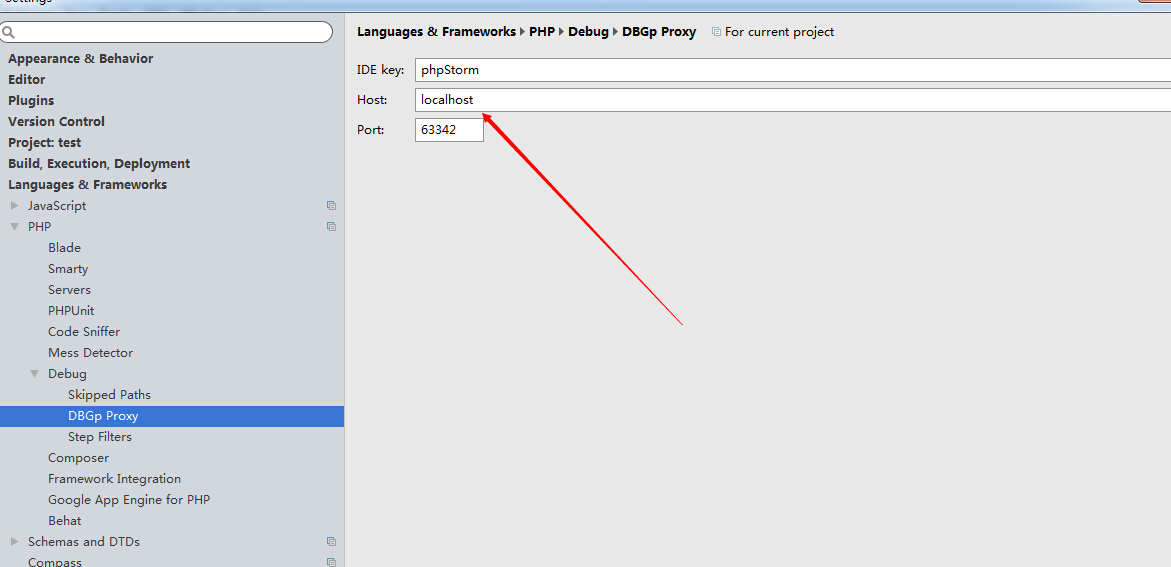 Settings
Languages & Frameworks PHP Debug DBGp Proxy For current project
IDE key: phpStorm
Host: localhost
Port: 63342
Appearance & Behavior
Editor
Plugins
Version Control
Project: test
Build, Execution, Deployment
Languages & Frameworks
JavaScript
PHP
Blade
Smarty
Servers
PHPUnit
Code Sniffer
Mess Detector
Debug
Skipped Paths
DBGp Proxy
Step Filters
Composer
Framework Integration
Google App Engine for PHP
Behat
Schemas and DTDs
Compass